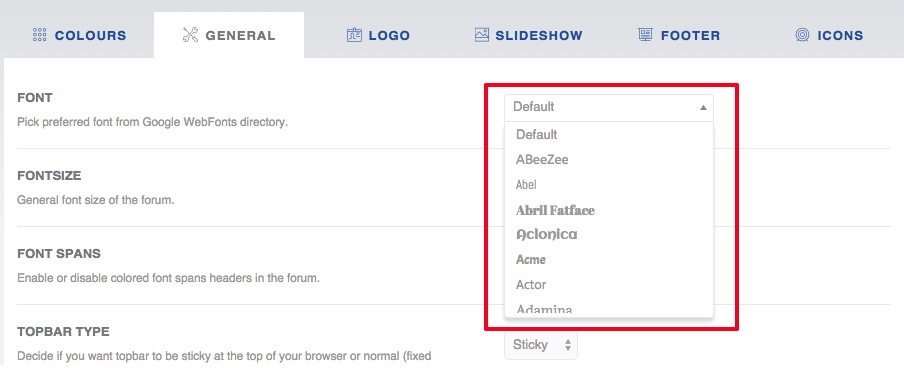 COLOURS
GENERAL
LOGO
SLIDESHOW
FOOTER
ICONS
FONT
Pick preferred font from Google WebFonts directory.
Default
Default
ABeeZee
Abel
Abril Fatface
Aclonica
Acme
Actor
Adamina
FONTSIZE
General font size of the forum.
FONT SPANS
Enable or disable colored font spans headers in the forum.
TOPBAR TYPE
Decide if you want topbar to be sticky at the top of your browser or normal (fixed
Sticky